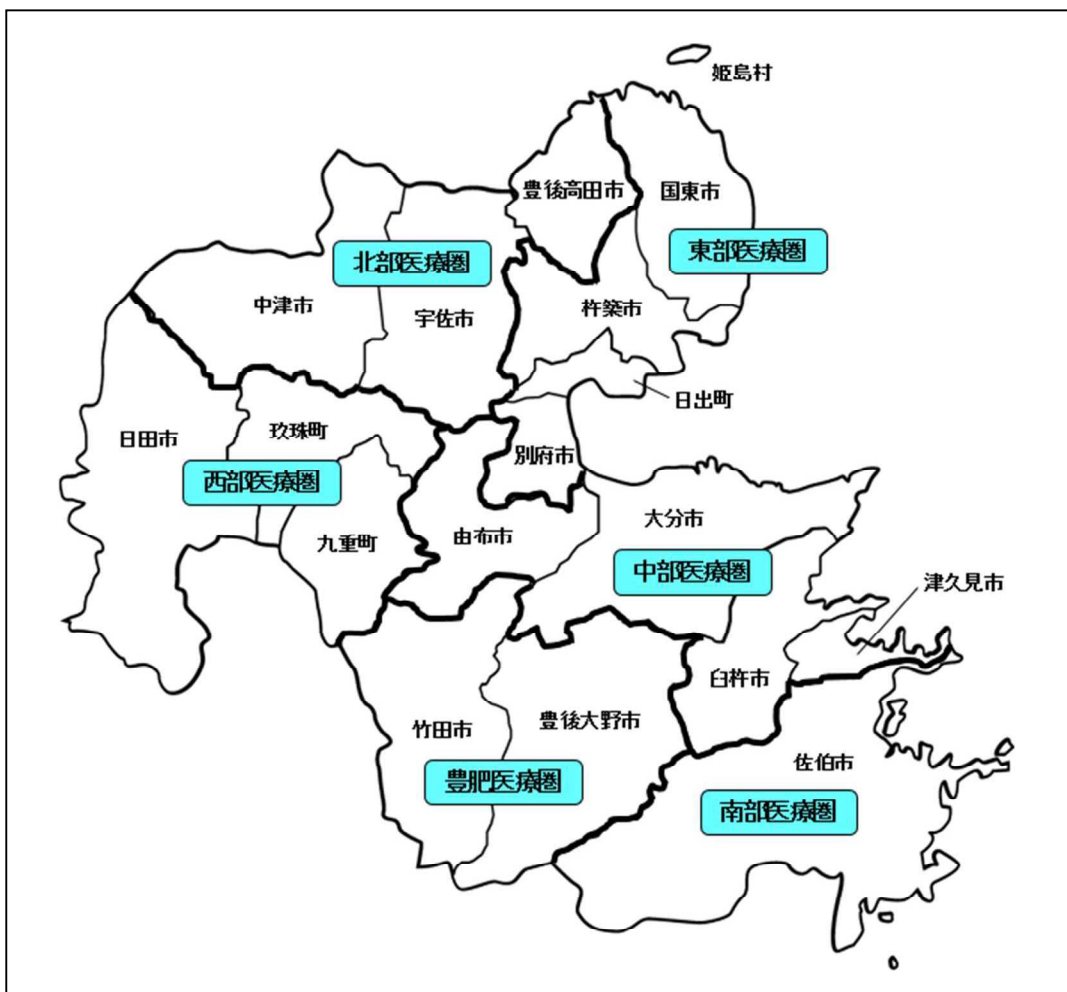 姫島村
豊後高田市
国東市
東部医療圏
北部医療圏
中津市
宇佐市
杵築市
日出町
日田市
玖珠町
別府市
西部医療圏
九重町
由布市
大分市
中部医療圏
津久見市
臼杵市
竹田市
豊後大野市
豊肥医療圏
佐伯市
南部医療圏